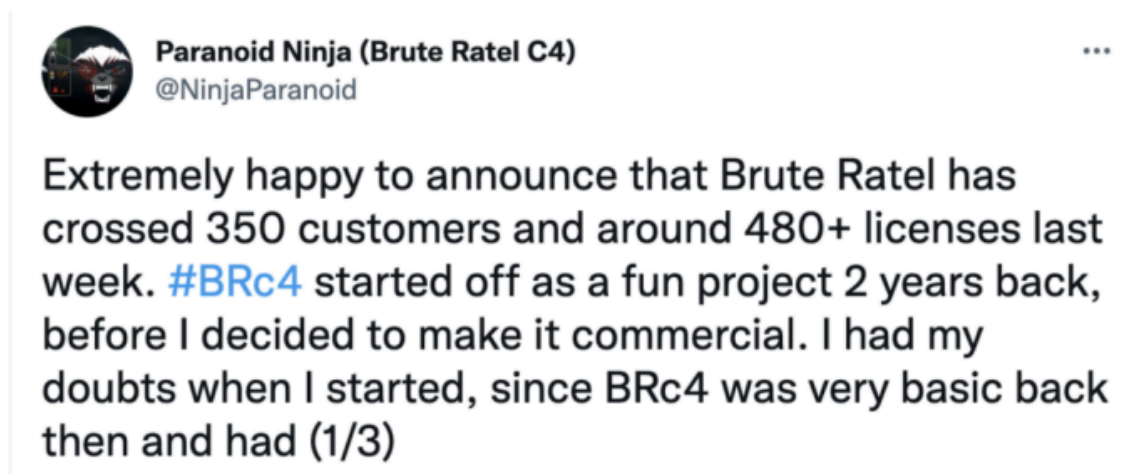 Paranoid Ninja (Brute Ratel C4)
@NinjaParanoid
Extremely happy to announce that Brute Ratel has
crossed 350 customers and around 480+ licenses last
week. #BRc4 started off as a fun project 2 years back,
before I decided to make it commercial. I had my
doubts when I started, since BRc4 was very basic back
then and had (1/3)